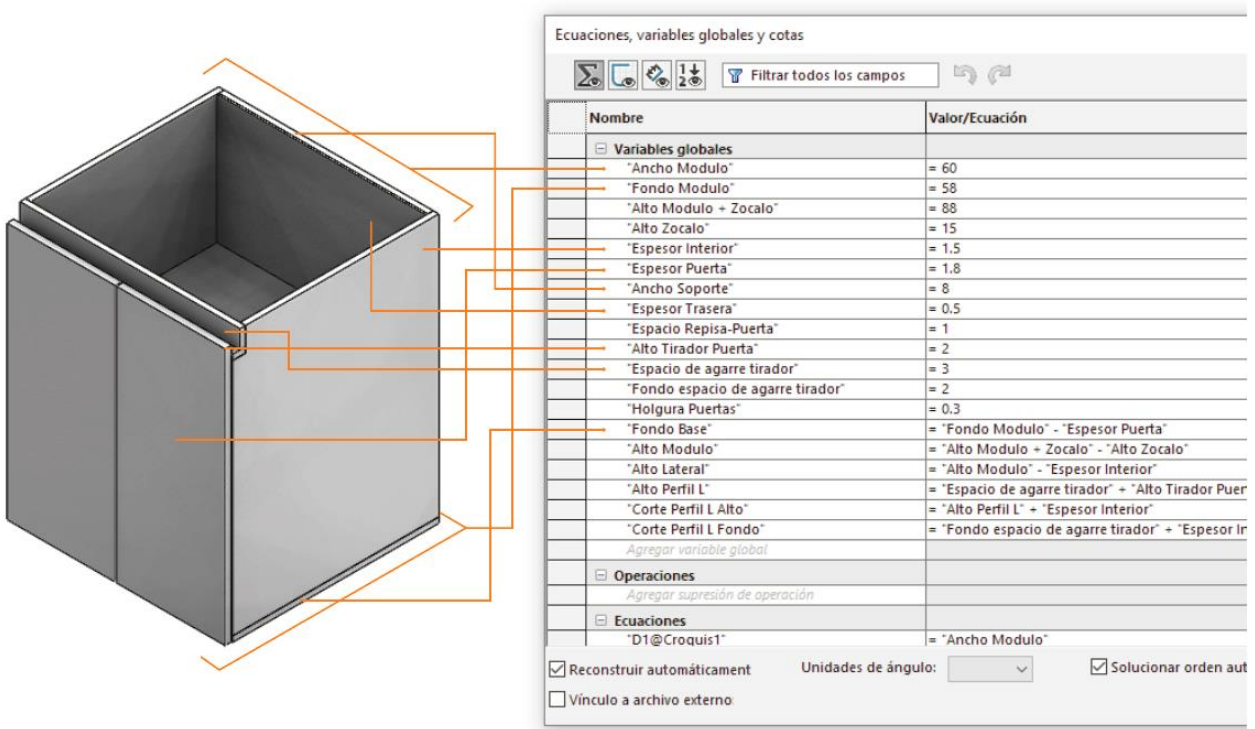 Ecuaciones, variables globales y cotas
Filtrar todos los campos
Nombre Valor/Ecuación
Variables globales
"Ancho Modulo" = 60
"Fondo Modulo" = 58
"Alto Modulo + Zocalo" = 88
"Alto Zocalo" = 15
"Espesor Interior" = 1.5
"Espesor Puerta" = 1.8
"Ancho Soporte" = 8
"Espesor Trasera" = 0.5
"Espacio Repisa-Puerta" = 1
"Alto Tirador Puerta" = 2
"Espacio de agarre tirador" = 3
"Fondo espacio de agarre tirador" = 2
"Holgura Puertas" = 0.3
"Fondo Base" = "Fondo Modulo" - "Espesor Puerta"
"Alto Modulo" = "Alto Modulo + Zocalo" - "Alto Zocalo"
"Alto Lateral" = "Alto Modulo" - "Espesor Interior"
"Alto Perfil L" = "Espacio de agarre tirador" + "Alto Tirador Puer
"Corte Perfil L Alto" = "Alto Perfil L" + "Espesor Interior"
"Corte Perfil L Fondo" = "Fondo espacio de agarre tirador" + "Espesor In
Agregar variable global
Operaciones
Agregar supresión de operación
Ecuaciones
"D1@Croquis1" = "Ancho Modulo"
Reconstruir automáticament Unidades de ángulo: Solucionar orden aut
Vínculo a archivo externo